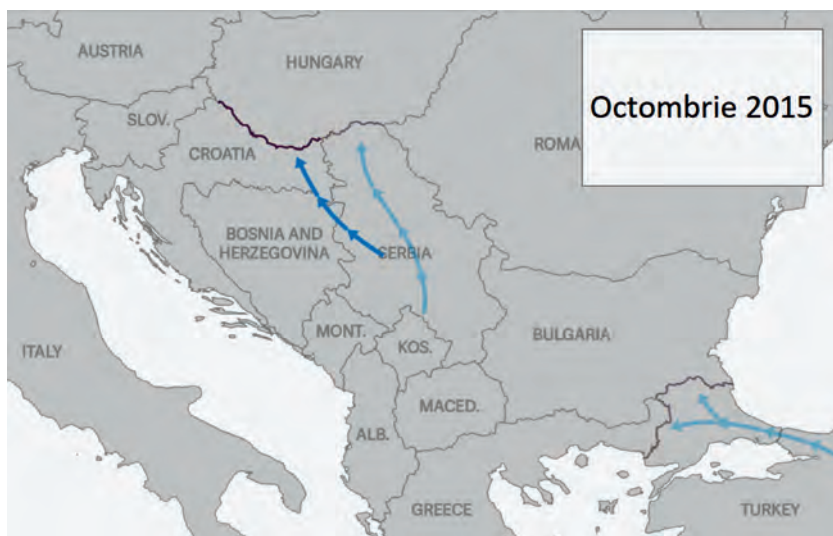 AUSTRIA
HUNGARY
Octombrie 2015
SLOV.
CROATIA
ROMA
BOSNIA AND
HERZEGOVINA
SERBIA
MONT.
KOS.
BULGARIA
ITALY
MACED.
ALB.
GREECE
TURKEY